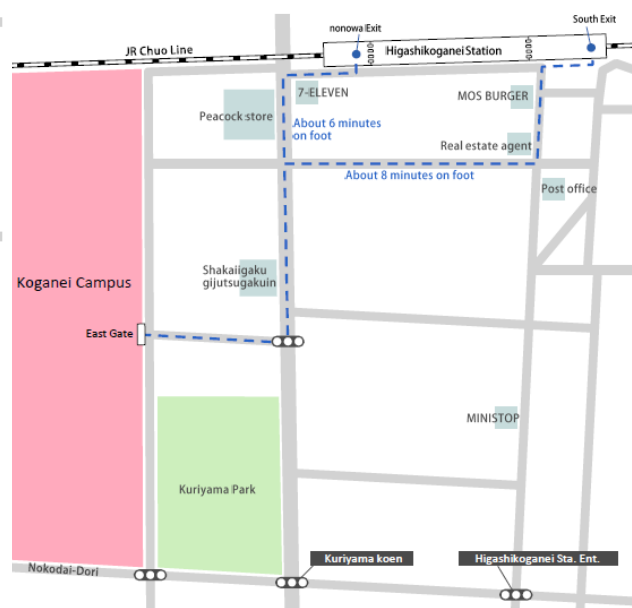 South Exit
nonowa Exit
JR Chuo Line
Higashikoganei Station
7-ELEVEN
MOS BURGER
Peacock store
About 6 minutes
on foot
Real estate agent
About 8 minutes on foot
Post office
Shakaiigaku
gijutsugakuin
Koganei Campus
East Gate
MINISTOP
Kuriyama Park
Kuriyama koen
Higashikoganei Sta. Ent.
Nokodai-Dori